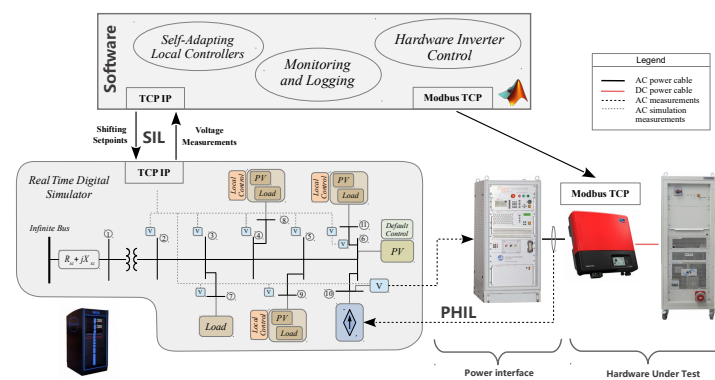 Software
Self-Adapting
Local Controllers
Monitoring
and Logging
Hardware Inverter
Control
TCP IP
Modbus TCP
Legend
AC power cable
DC power cable
AC measurements
AC simulation
measurements
Shifting
Setpoints
SIL
Voltage
Measurements
TCP IP
Real Time Digital
Simulator
Infinite Bus
R + jX
1
2
3
4
5
6
7
8
9
10
11
V
V
V
V
V
V
V
V
Local
Control
PV
Load
Local
Control
PV
Load
Default
Control
PV
Load
Local
Control
PV
Load
Modbus TCP
PHIL
Power interface
Hardware Under Test